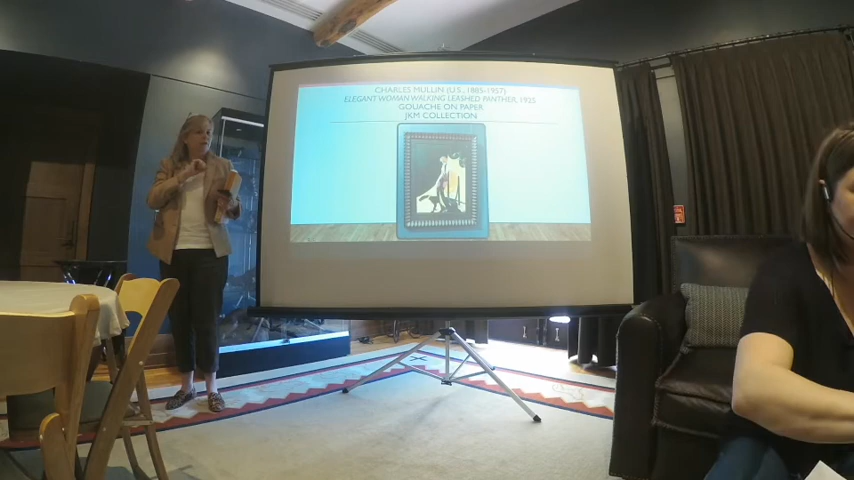 CHARLES MULLIN (U.S., 1885-1957)
ELEGANT WOMAN WALKING LEASHED PANTHER, 1925
GOUACHE ON PAPER
JKM COLLECTION